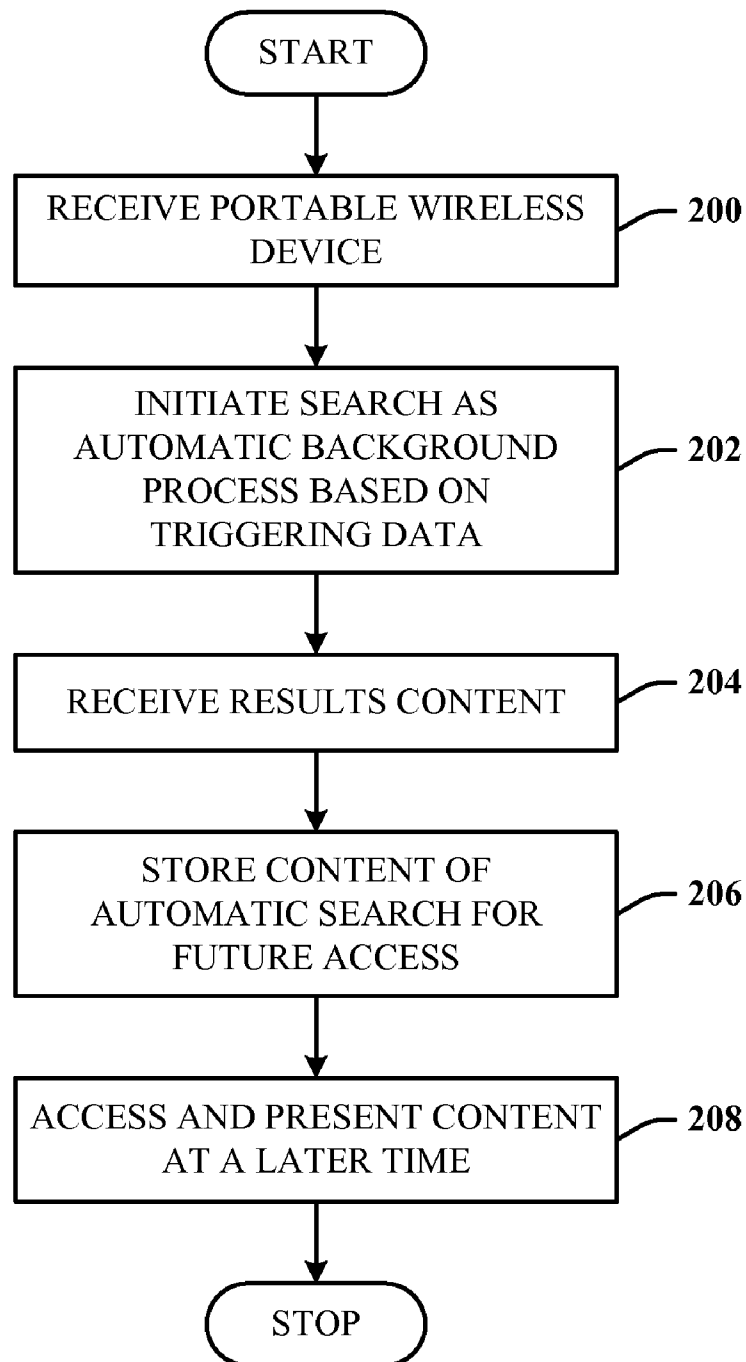 START
RECEIVE PORTABLE WIRELESS
DEVICE
200
INITIATE SEARCH AS
AUTOMATIC BACKGROUND
PROCESS BASED ON
TRIGGERING DATA
202
RECEIVE RESULTS CONTENT
204
STORE CONTENT OF
AUTOMATIC SEARCH FOR
FUTURE ACCESS
206
ACCESS AND PRESENT CONTENT
AT A LATER TIME
208
STOP